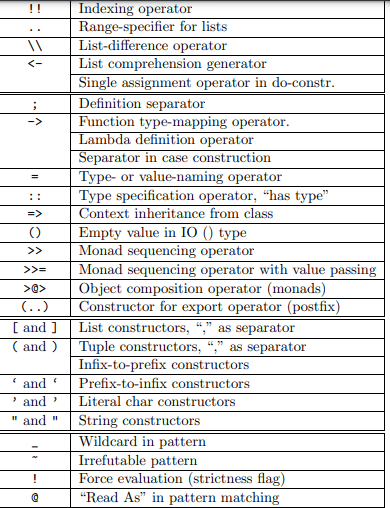 !! Indexing operator
.. Range-specifier for lists
\\ List-difference operator
<- List comprehension generator
Single assignment operator in do-constr.
; Definition separator
-> Function type-mapping operator.
Lambda definition operator
Separator in case construction
= Type- or value-naming operator
:: Type specification operator, “has type”
=> Context inheritance from class
() Empty value in IO () type
>> Monad sequencing operator
>>= Monad sequencing operator with value passing
>@> Object composition operator (monads)
(..) Constructor for export operator (postfix)
[ and ] List constructors, “,” as separator
( and ) Tuple constructors, “,” as separator
Infix-to-prefix constructors
‘ and ‘ Prefix-to-infix constructors
’ and ’ Literal char constructors
" and " String constructors
_ Wildcard in pattern
~ Irrefutable pattern
! Force evaluation (strictness flag)
@ “Read As” in pattern matching